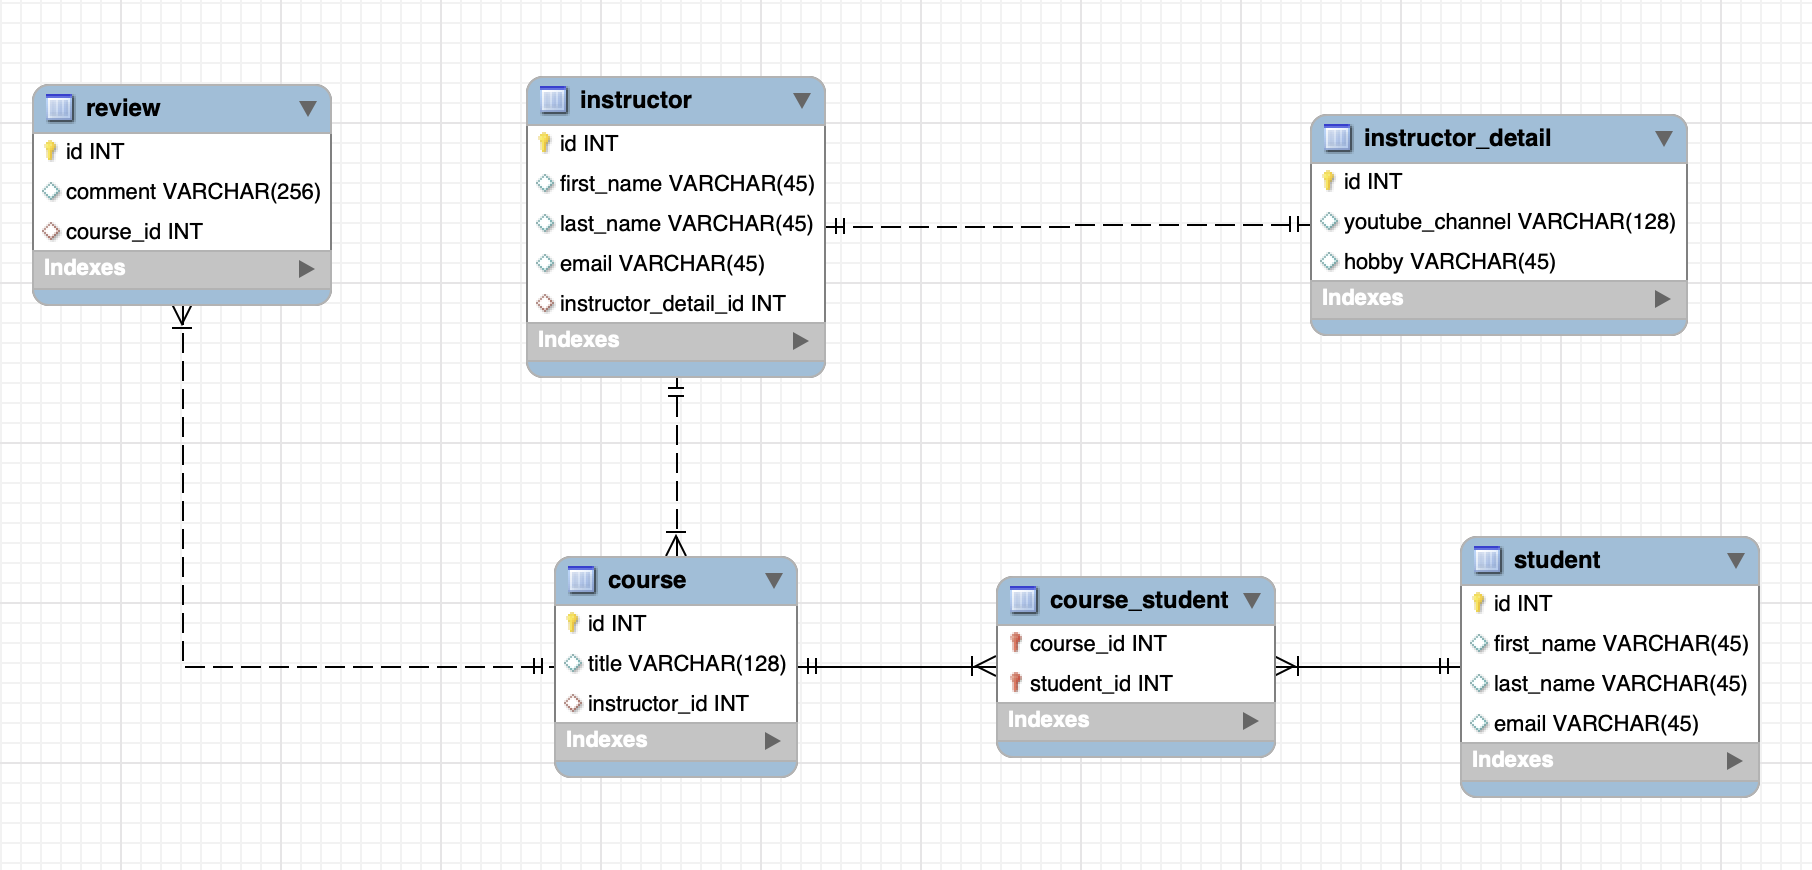 review
id INT
comment VARCHAR(256)
course_id INT
Indexes
instructor
id INT
first_name VARCHAR(45)
last_name VARCHAR(45)
email VARCHAR(45)
instructor_detail_id INT
Indexes
instructor_detail
id INT
youtube_channel VARCHAR(128)
hobby VARCHAR(45)
Indexes
course
id INT
title VARCHAR(128)
instructor_id INT
Indexes
course_student
course_id INT
student_id INT
Indexes
student
id INT
first_name VARCHAR(45)
last_name VARCHAR(45)
email VARCHAR(45)
Indexes